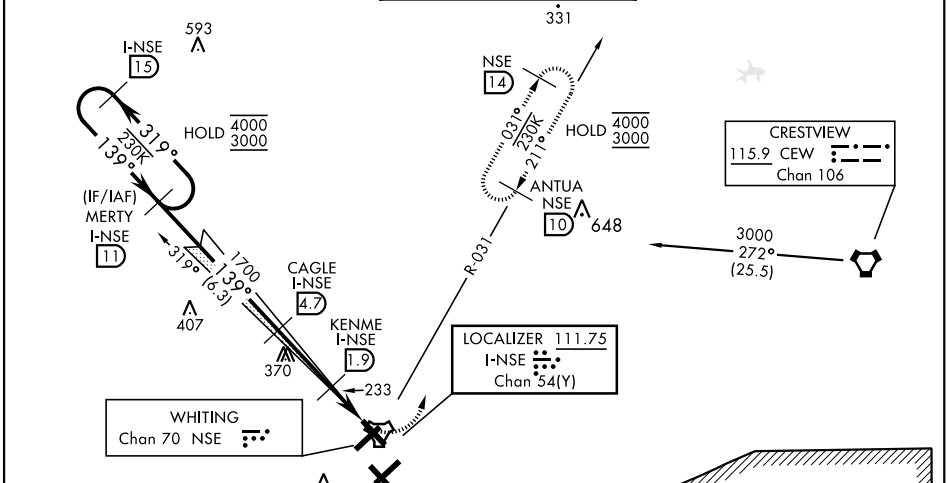 331
593
I-NSE
15
319°
230K
139°
HOLD 4000
3000
NSE
14
031°
230K
211°
HOLD 4000
3000
CRESTVIEW
115.9 CEW
Chan 106
(IF/IAF)
MERTY
I-NSE
11
ANTUA
NSE
10
648
3000
272°
(25.5)
R-031
1700
139°
319°
(6.3)
CAGLE
I-NSE
4.7
407
KENME
I-NSE
1.9
370
233
LOCALIZER 111.75
I-NSE
Chan 54(Y)
WHITING
Chan 70 NSE